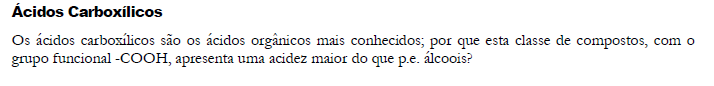 Ácidos Carboxílicos
Os ácidos carboxílicos são os ácidos orgânicos mais conhecidos; por que esta classe de compostos, com o
grupo funcional -COOH, apresenta uma acidez maior do que p.e. álcoois?